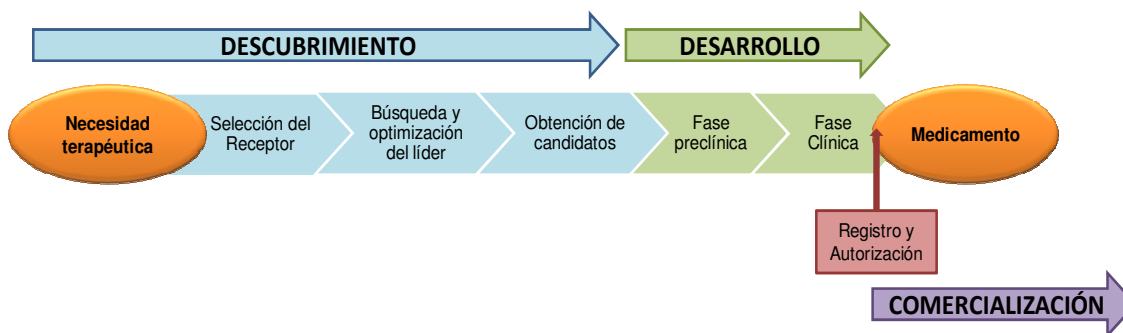 DESCUBRIMIENTO
DESARROLLO
Necesidad
terapéutica
Selección del
Receptor
Búsqueda y
optimización
del líder
Obtención de
candidatos
Fase
preclínica
Fase
Clínica
Medicamento
Registro y
Autorización
COMERCIALIZACIÓN